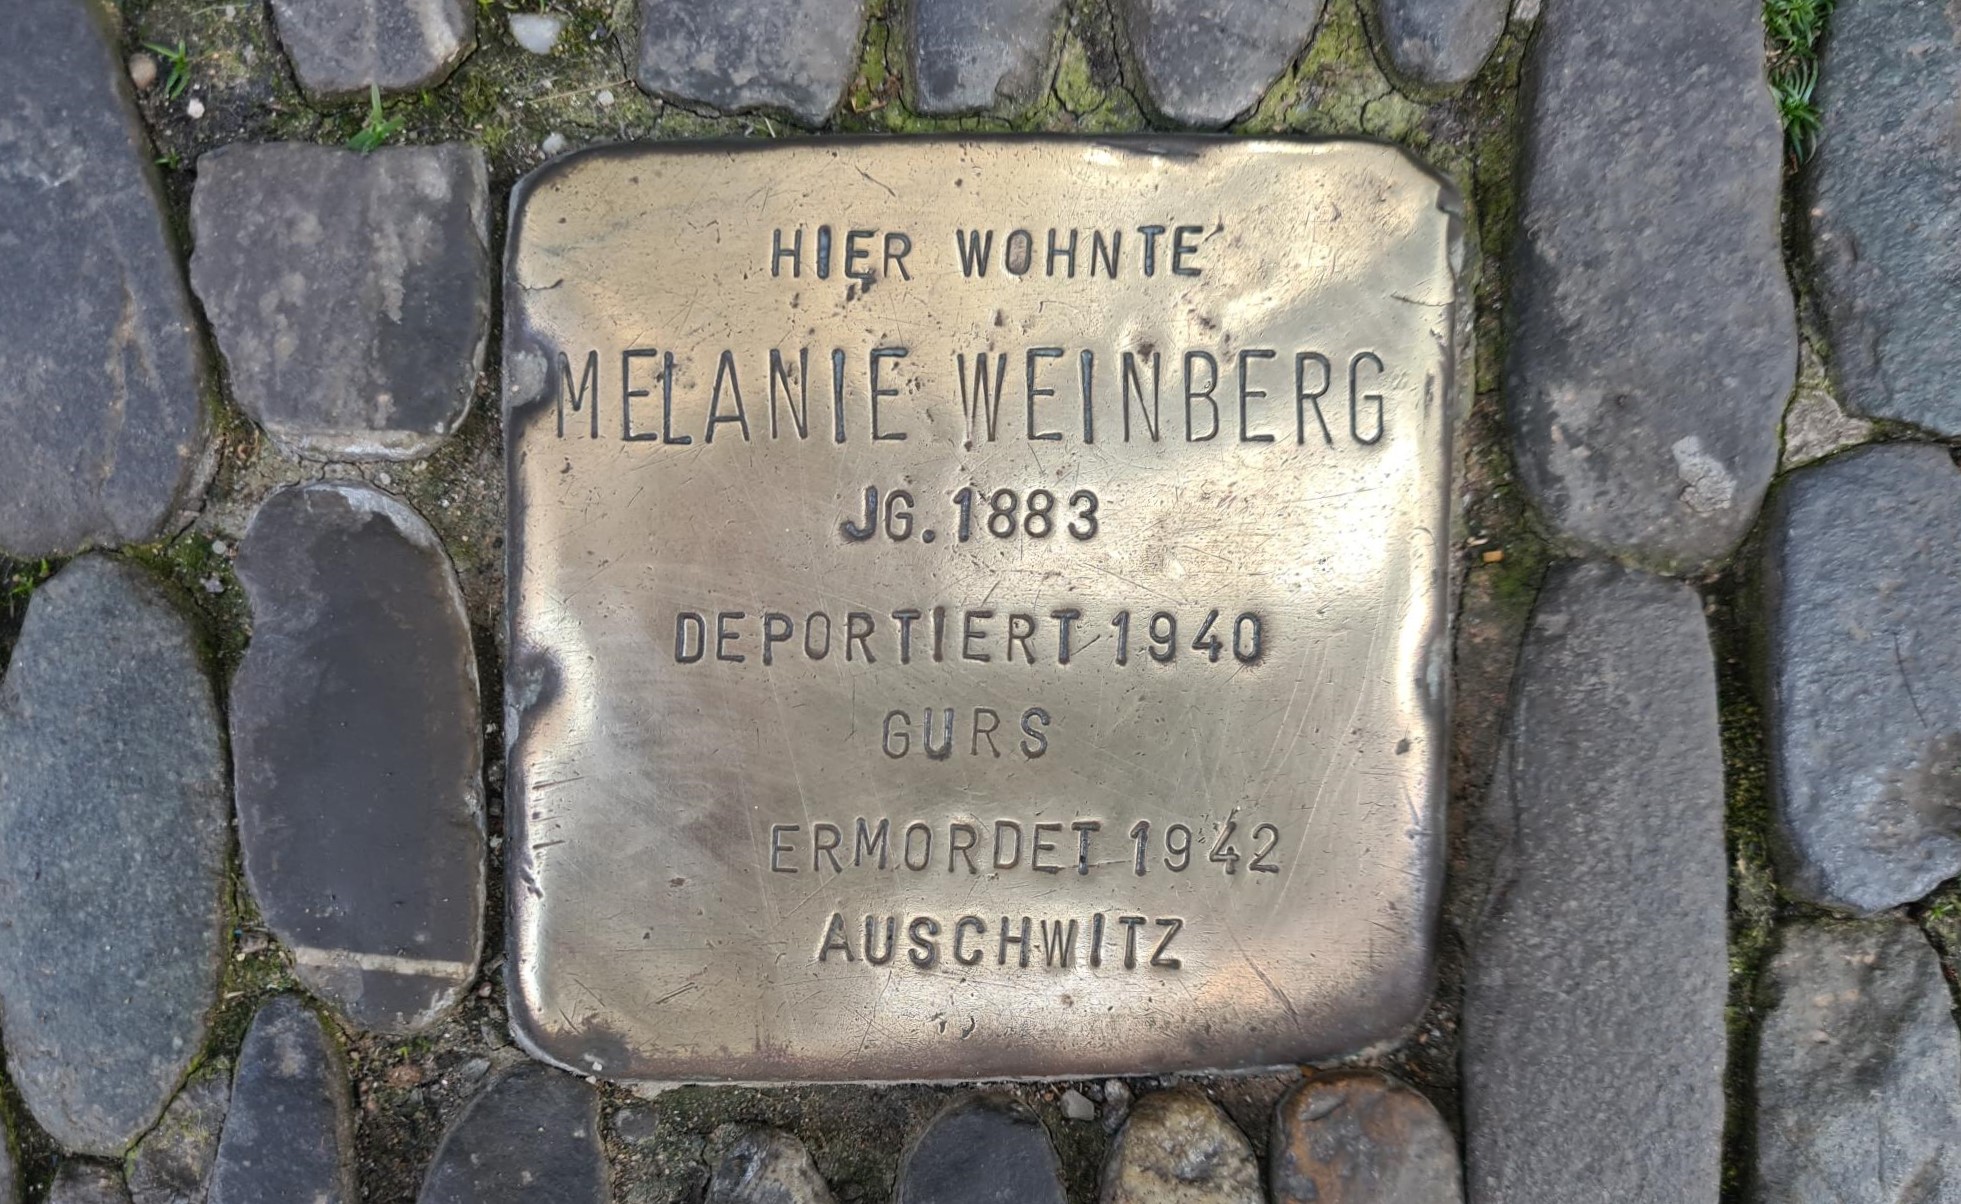 HIER WOHNTE
MELANIE WEINBERG
JG. 1883
DEPORTIERT 1940
GURS
ERMORDET 1942
AUSCHWITZ